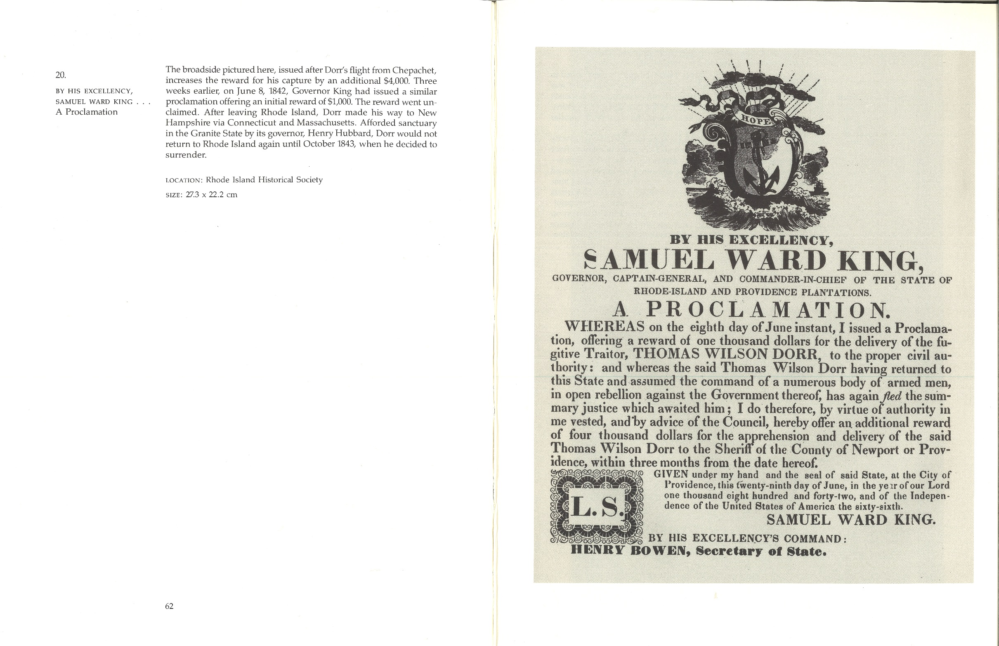 20.
BY HIS EXCELLENCY,
SAMUEL WARD KING . . .
A Proclamation
The broadside pictured here, issued after Dorr's flight from Chepachet,
increases the reward for his capture by an additional $4,000. Three
weeks earlier, on June 8, 1842, Governor King had issued a similar
proclamation offering an initial reward of $1,000. The reward went un-
claimed. After leaving Rhode Island, Dorr made his way to New
Hampshire via Connecticut and Massachusetts. Afforded sanctuary
in the Granite State by its governor, Henry Hubbard, Dorr would not
return to Rhode Island again until October 1843, when he decided to
surrender.
LOCATION: Rhode Island Historical Society
SIZE: 27.3 x 22.2 cm
62
HOPE
BY HIS EXCELLENCY,
SAMUEL WARD KING,
GOVERNOR, CAPTAIN-GENERAL, AND COMMANDER-IN-CHIEF OF THE STATE OF
RHODE-ISLAND AND PROVIDENCE PLANTATIONS.
A PROCLAMATION.
WHEREAS on the eighth day of June instant, I issued a Proclama-
tion, offering a reward of one thousand dollars for the delivery of the fu-
gitive Traitor, THOMAS WILSON DORR, to the proper civil au-
thority: and whereas the said Thomas Wilson Dorr having returned to
this State and assumed the command of a numerous body of armed men,
in open rebellion against the Government thereof, has again fled the sum-
mary justice which awaited him; I do therefore, by virtue of authority in
me vested, and by advice of the Council, hereby offer an additional reward
of four thousand dollars for the apprehension and delivery of the said
Thomas Wilson Dorr to the Sheriff of the County of Newport or Prov-
idence, within three months from the date hereof.
GIVEN under my hand and the seal of said State, at the City of
Providence, this twenty-ninth day of June, in the year of our Lord
one thousand eight hundred and forty-two, and of the Indepen-
dence of the United States of America the sixty-sixth.
L. S.
SAMUEL WARD KING.
BY HIS EXCELLENCY'S COMMAND:
HENRY BOWEN, Secretary of State.